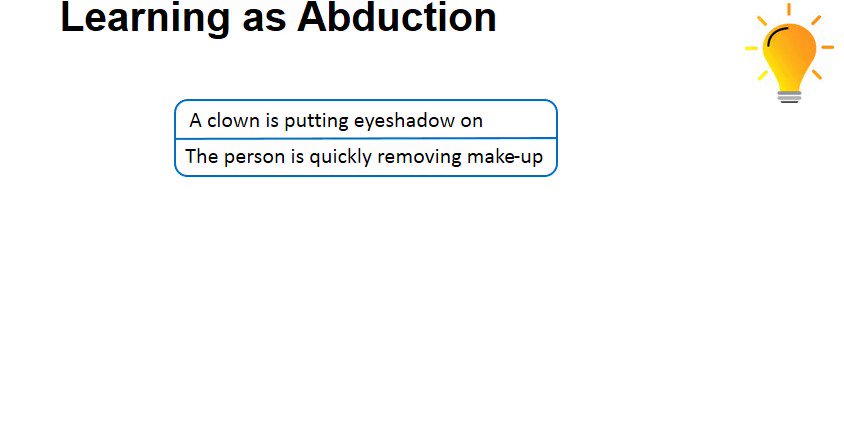 Learning as Abduction
A clown is putting eyeshadow on
The person is quickly removing make-up